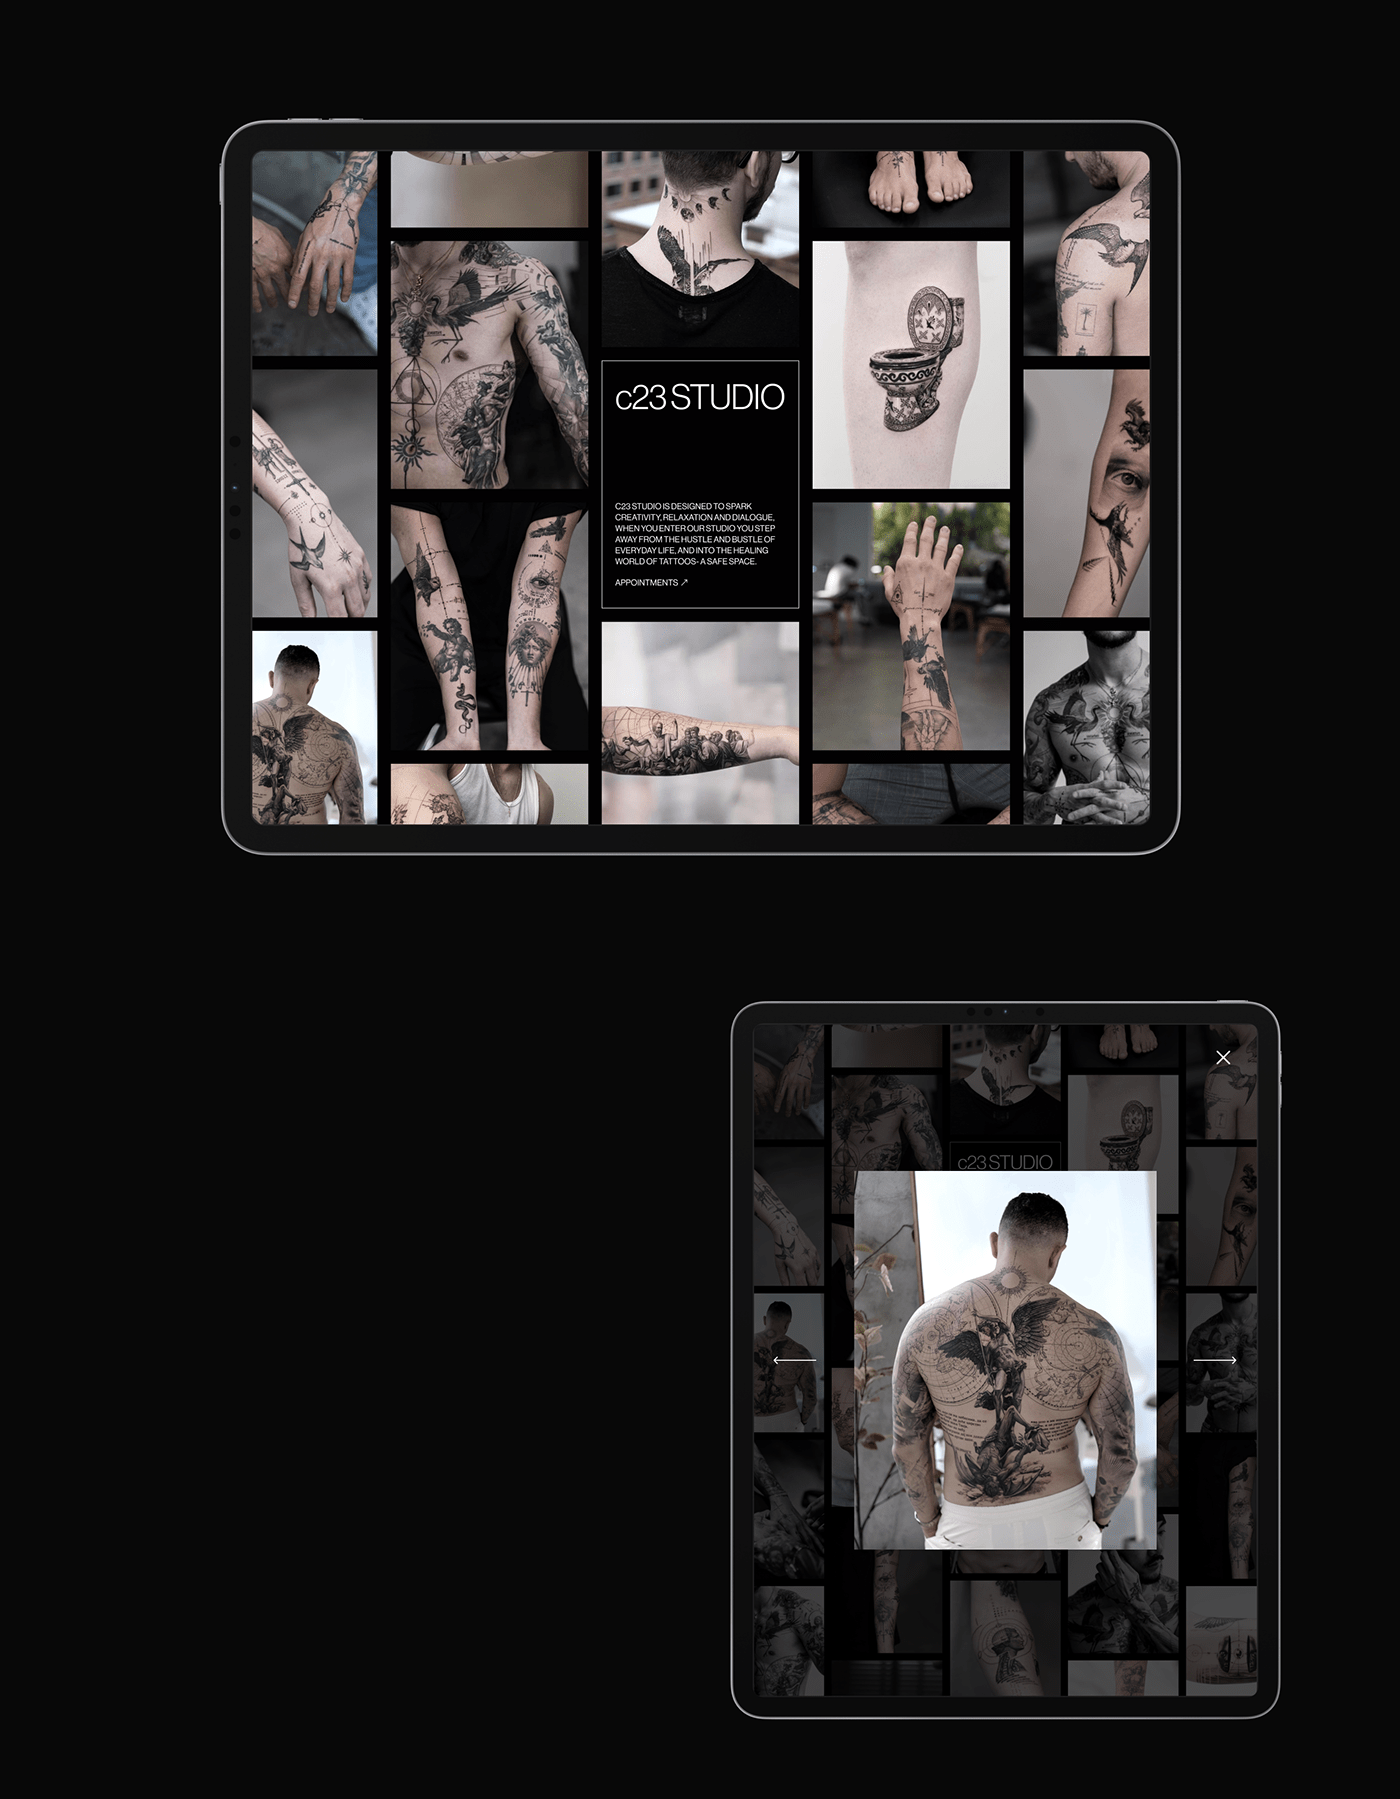 c23 STUDIO
C23 STUDIO IS DESIGNED TO SPARK
CREATIVITY, RELAXATION AND DIALOGUE,
WHEN YOU ENTER OUR STUDIO YOU STEP
AWAY FROM THE HUSTLE AND BUSTLE OF
EVERYDAY LIFE, AND INTO THE HEALING
WORLD OF TATTOOS- A SAFE SPACE.
APPOINTMENTS ↗
c23 STUDIO